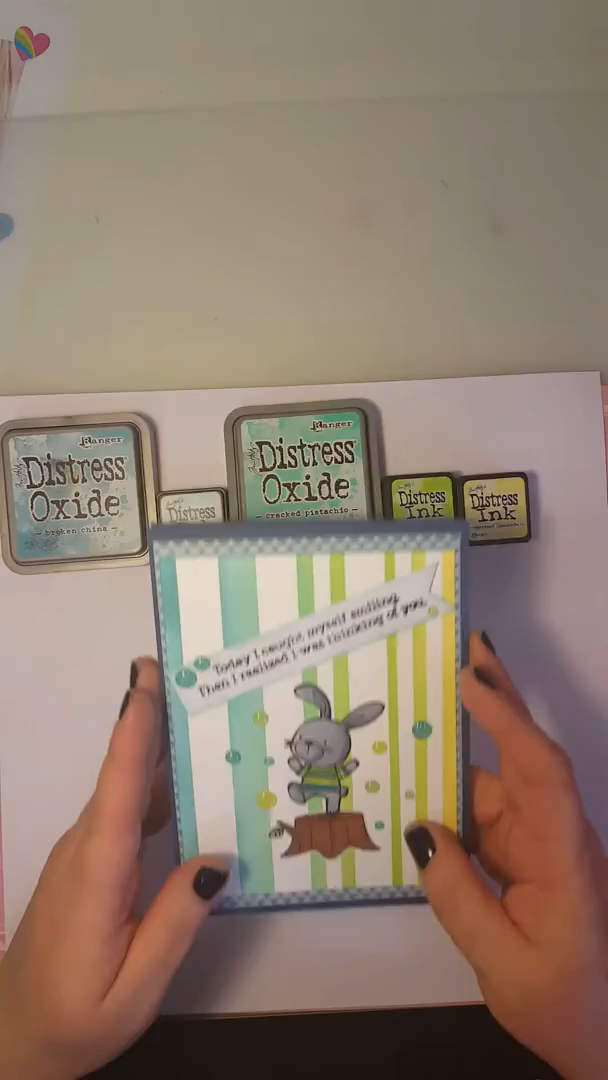 Ranger
Distress
Oxide
broken china
Distress
Ranger
Distress
Oxide
cracked pistachio
Distress
Ink
Distress
Ink
Today I caught myself smiling
Then I realized I was thinking of you.